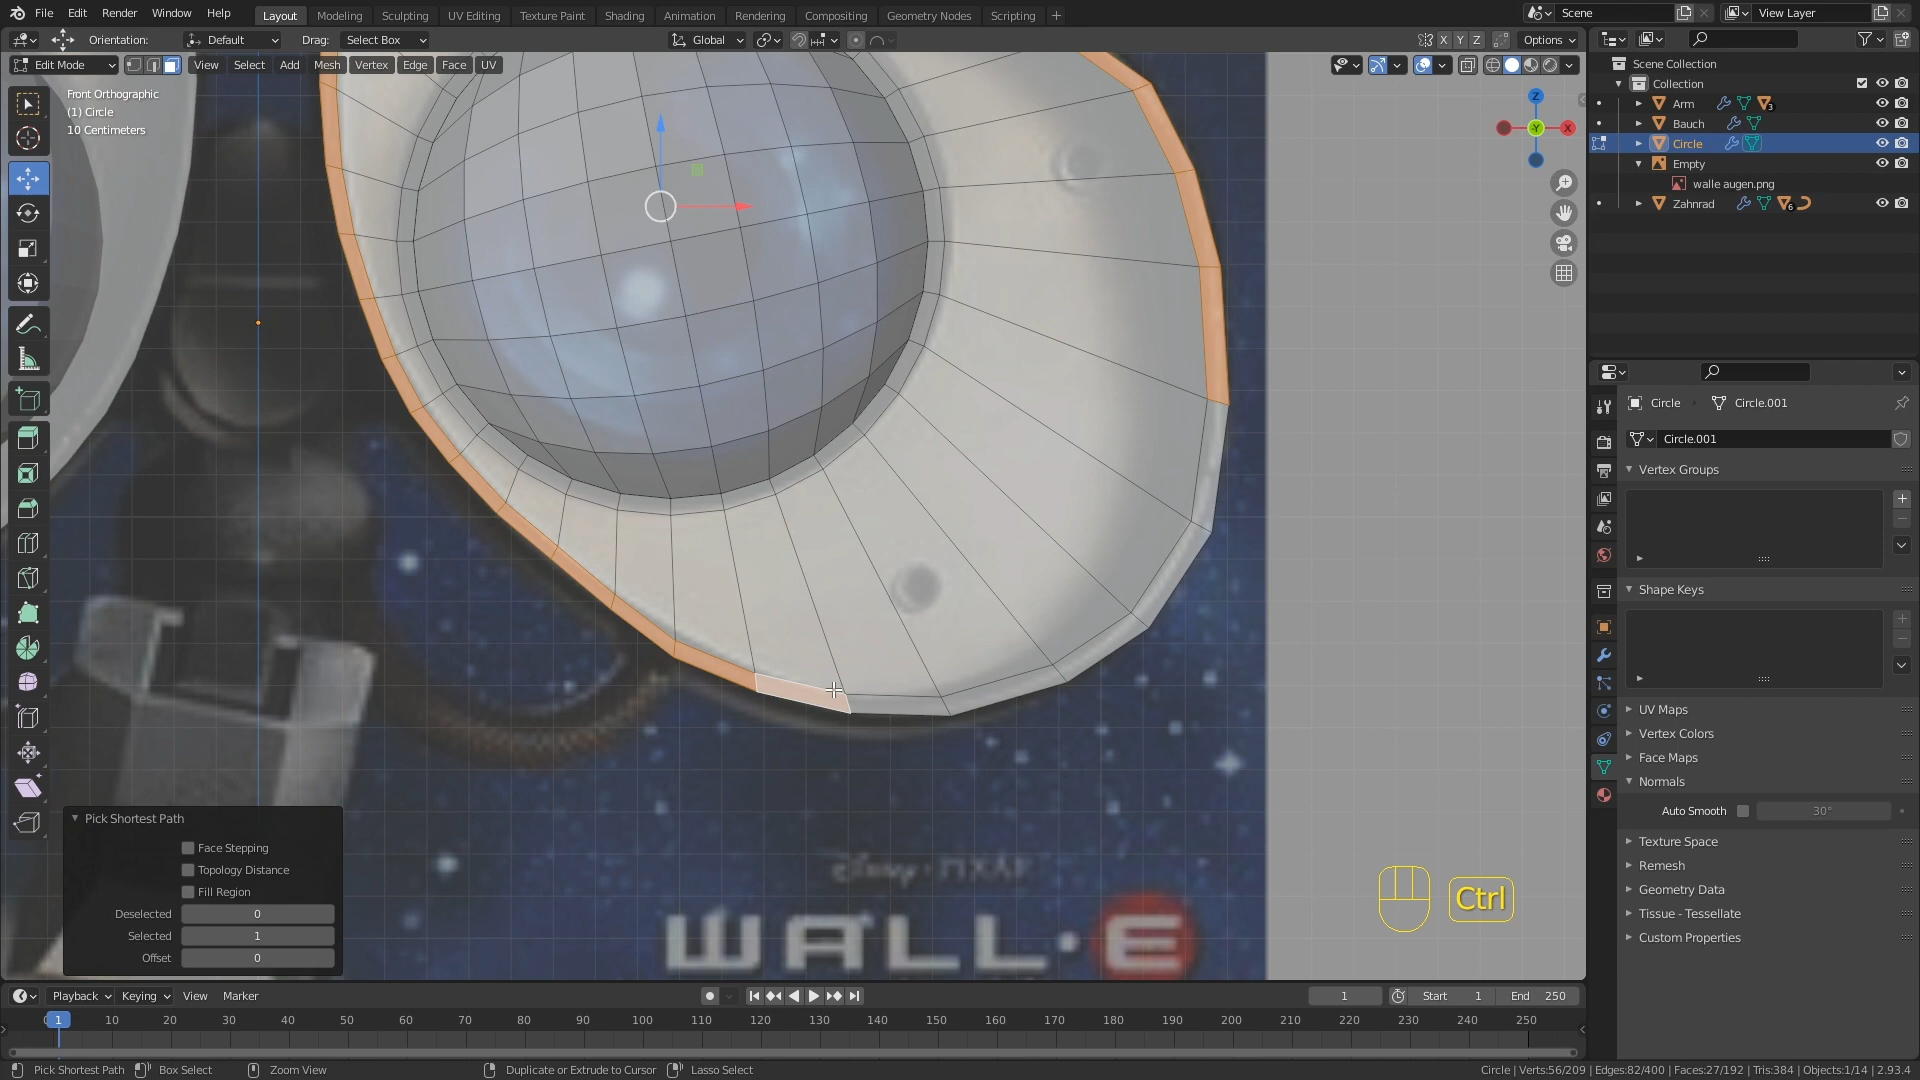 File Edit Render Window Help
Layout Modeling Sculpting UV Editing Texture Paint Shading Animation Rendering Compositing Geometry Nodes Scripting +
Scene
View Layer
Orientation: Default Drag: Select Box
Global
X Y Z
Options
Edit Mode
View Select Add Mesh Vertex Edge Face UV
Front Orthographic
(1) Circle
10 Centimeters
Z
X
Y
Scene Collection
Collection
Arm
3
Bauch
Circle
Empty
walle augen.png
Zahnrad
6
Circle
Circle.001
Circle.001
Vertex Groups
Shape Keys
UV Maps
Vertex Colors
Face Maps
Normals
Auto Smooth 30°
Texture Space
Remesh
Geometry Data
Tissue - Tessellate
Custom Properties
Pick Shortest Path
Face Stepping
Topology Distance
Fill Region
Deselected 0
Selected 1
Offset 0
Disney · PIXAR
WALL·E
Ctrl
Playback Keying View Marker
1
Start 1
End 250
1 10 20 30 40 50 60 70 80 90 100 110 120 130 140 150 160 170 180 190 200 210 220 230 240 250
Pick Shortest Path Box Select Zoom View Duplicate or Extrude to Cursor Lasso Select
Circle | Verts:56/209 | Edges:82/400 | Faces:27/192 | Tris:384 | Objects:1/14 | 2.93.4